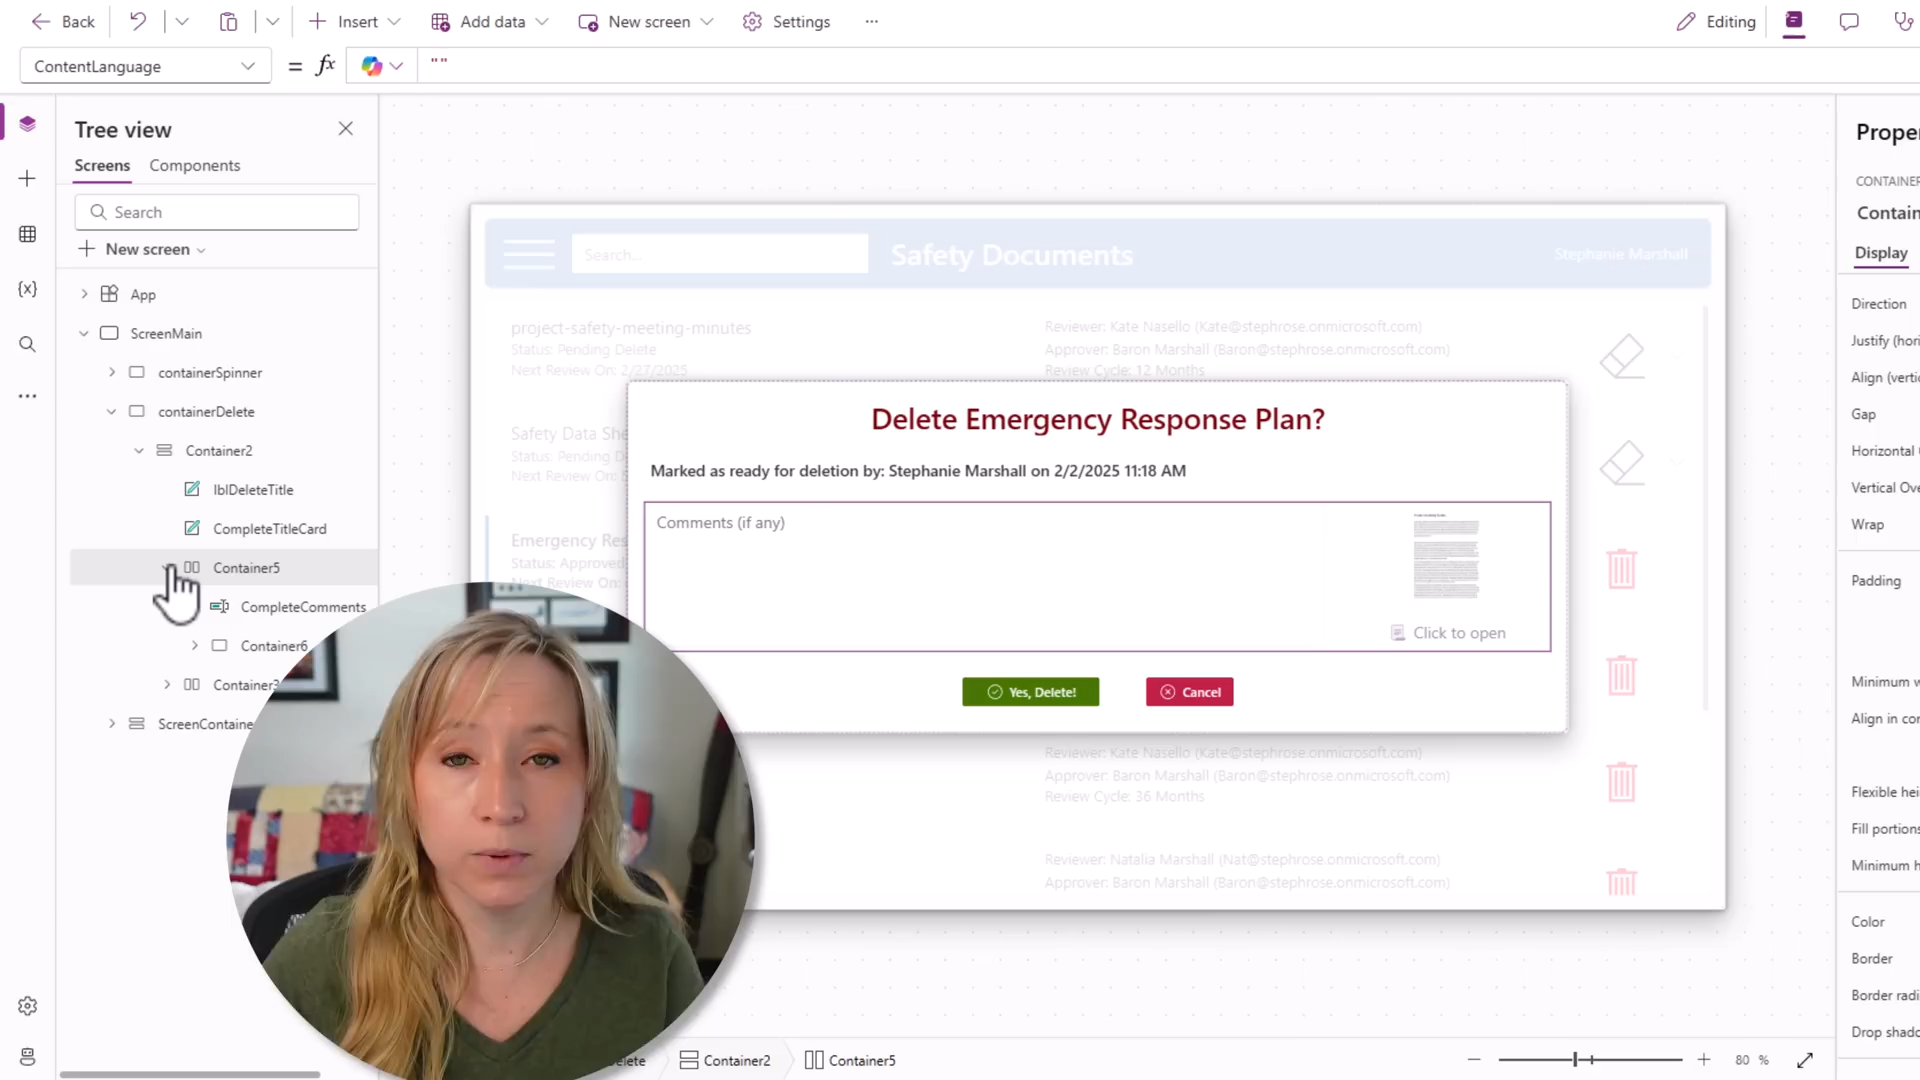 Back
Insert
Add data
New screen
Settings
...
Editing
ContentLanguage
= fx
""
Tree view
Screens
Components
Search
New screen
App
ScreenMain
containerSpinner
containerDelete
Container2
lblDeleteTitle
CompleteTitleCard
Container5
CompleteComments
Container6
Container3
ScreenContaine
Search...
Safety Documents
Stephanie Marshall
project-safety-meeting-minutes
Status: Pending Delete
Next Review On: 2/27/2025
Reviewer: Kate Nasello (Kate@stephrose.onmicrosoft.com)
Approver: Baron Marshall (Baron@stephrose.onmicrosoft.com)
Review Cycle: 12 Months
Safety Data She
Status: Pending D
Next Review On:
Emergency Res
Status: Approved
Next Review On:
Delete Emergency Response Plan?
Marked as ready for deletion by: Stephanie Marshall on 2/2/2025 11:18 AM
Comments (if any)
Click to open
Yes, Delete!
Cancel
Reviewer: Kate Nasello (Kate@stephrose.onmicrosoft.com)
Approver: Baron Marshall (Baron@stephrose.onmicrosoft.com)
Review Cycle: 36 Months
Reviewer: Natalia Marshall (Nat@stephrose.onmicrosoft.com)
Approver: Baron Marshall (Baron@stephrose.onmicrosoft.com)
Proper
CONTAINER
Contain
Display
Direction
Justify (hori
Align (vertic
Gap
Horizontal
Vertical Ove
Wrap
Padding
Minimum w
Align in con
Flexible hei
Fill portions
Minimum h
Color
Border
Border radi
Drop shado
elete
Container2
Container5
80 %